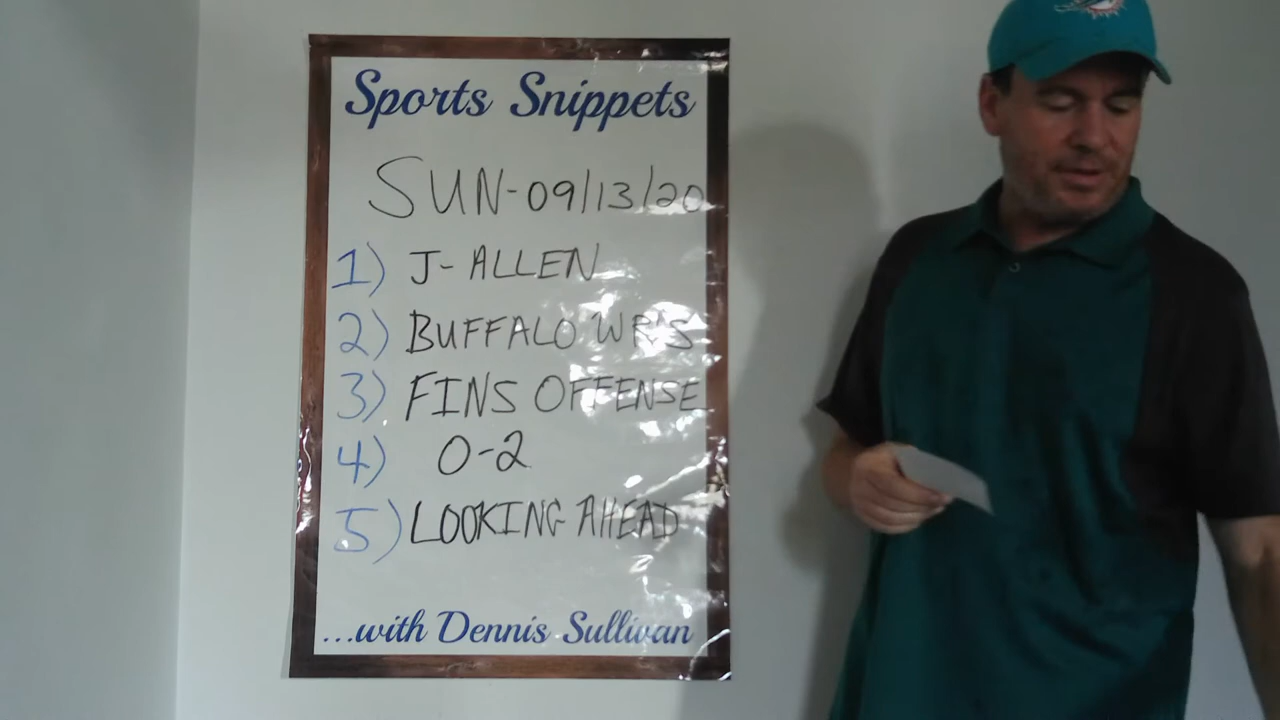 Sports Snippets
SUN-09/13/20
1) J-ALLEN
2) BUFFALO WR'S
3) FINS OFFENSE
4) 0-2
5) LOOKING AHEAD
...with Dennis Sullivan